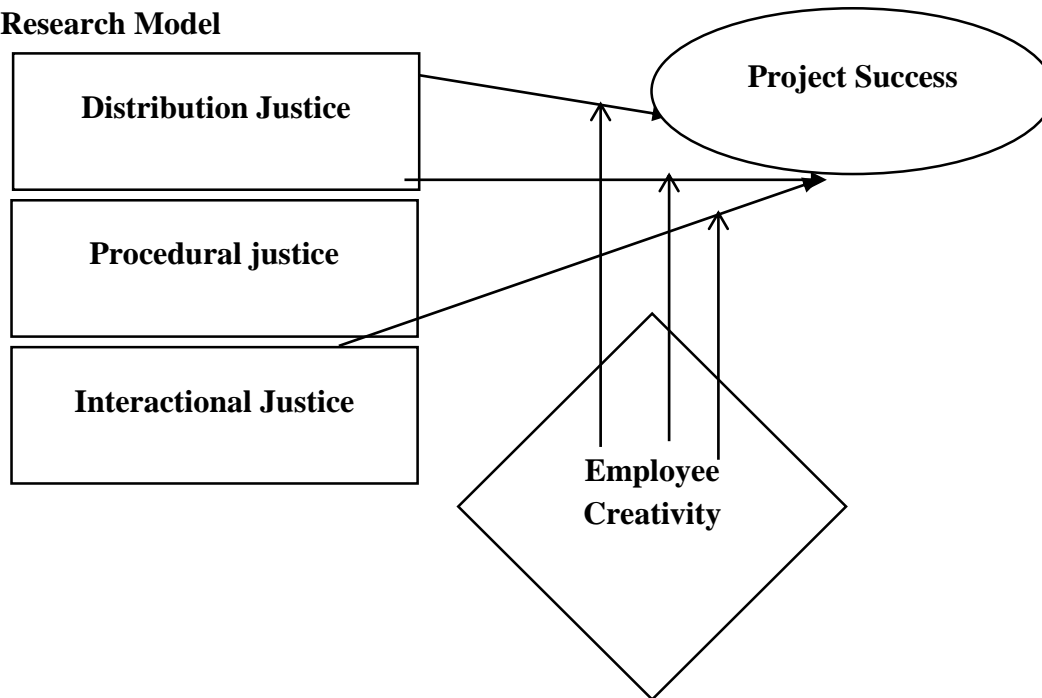 Research Model
Project Success
Distribution Justice
Procedural justice
Interactional Justice
Employee
Creativity